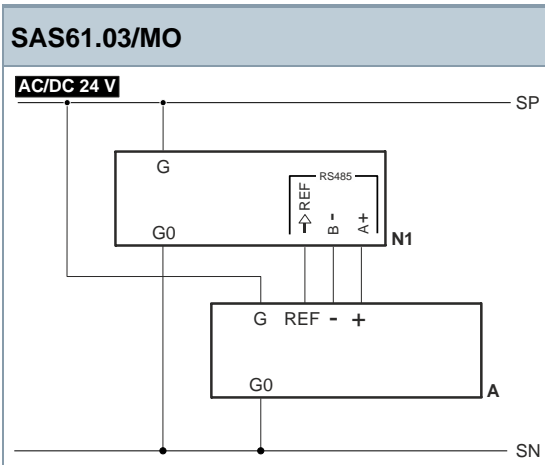 SAS61.03/MO
AC/DC 24 V
SP
G
RS485
REF
B -
A +
G0
N1
G REF - +
G0
A
SN